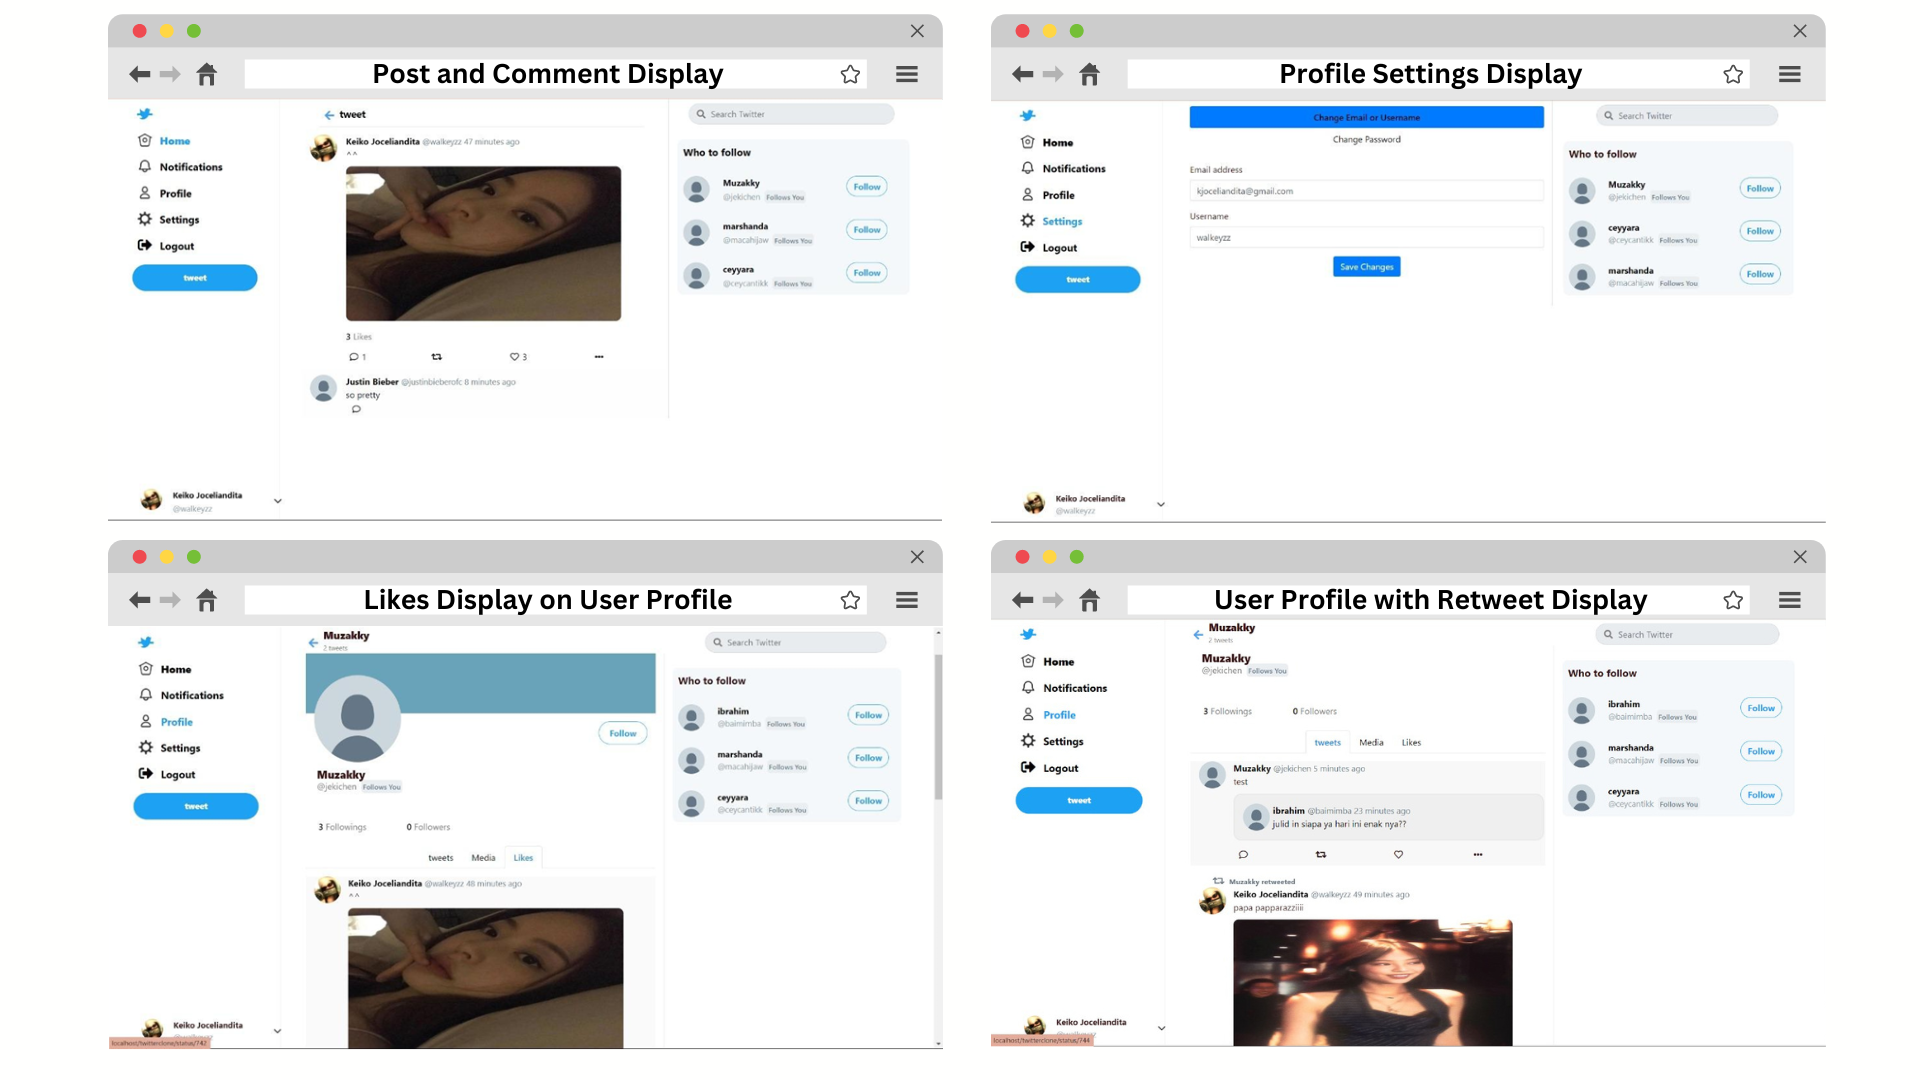 Post and Comment Display
Home
Notifications
Profile
Settings
Logout
tweet
Keiko Joceliandita
@walkeyzz
tweet
Keiko Joceliandita @walkeyzz 47 minutes ago
^^
3 Likes
1
3
Justin Bieber @justinbieberofc 8 minutes ago
so pretty
Search Twitter
Who to follow
Muzakky
@jekichen Follows You
Follow
marshanda
@macahijaw Follows You
Follow
ceyyara
@ceycantikk Follows You
Follow
Profile Settings Display
Home
Notifications
Profile
Settings
Logout
tweet
Keiko Joceliandita
@walkeyzz
Change Email or Username
Change Password
Email address
kjoceliandita@gmail.com
Username
walkeyzz
Save Changes
Search Twitter
Who to follow
Muzakky
@jekichen Follows You
Follow
ceyyara
@ceycantikk Follows You
Follow
marshanda
@macahijaw Follows You
Follow
Likes Display on User Profile
Home
Notifications
Profile
Settings
Logout
tweet
Keiko Joceliandita
localhost/twitterclone/status/742
Muzakky
2 tweets
Follow
Muzakky
@jekichen Follows You
3 Followings 0 Followers
tweets Media Likes
Keiko Joceliandita @walkeyzz 48 minutes ago
^^
Search Twitter
Who to follow
ibrahim
@baimimba Follows You
Follow
marshanda
@macahijaw Follows You
Follow
ceyyara
@ceycantikk Follows You
Follow
User Profile with Retweet Display
Home
Notifications
Profile
Settings
Logout
tweet
Keiko Joceliandita
localhost/twitterclone/status/744
Muzakky
2 tweets
Muzakky
@jekichen Follows You
3 Followings 0 Followers
tweets Media Likes
Muzakky @jekichen 5 minutes ago
test
ibrahim @baimimba 23 minutes ago
julid in siapa ya hari ini enak nya??
Muzakky retweeted
Keiko Joceliandita @walkeyzz 49 minutes ago
papa papparazziiii
Search Twitter
Who to follow
ibrahim
@baimimba Follows You
Follow
marshanda
@macahijaw Follows You
Follow
ceyyara
@ceycantikk Follows You
Follow